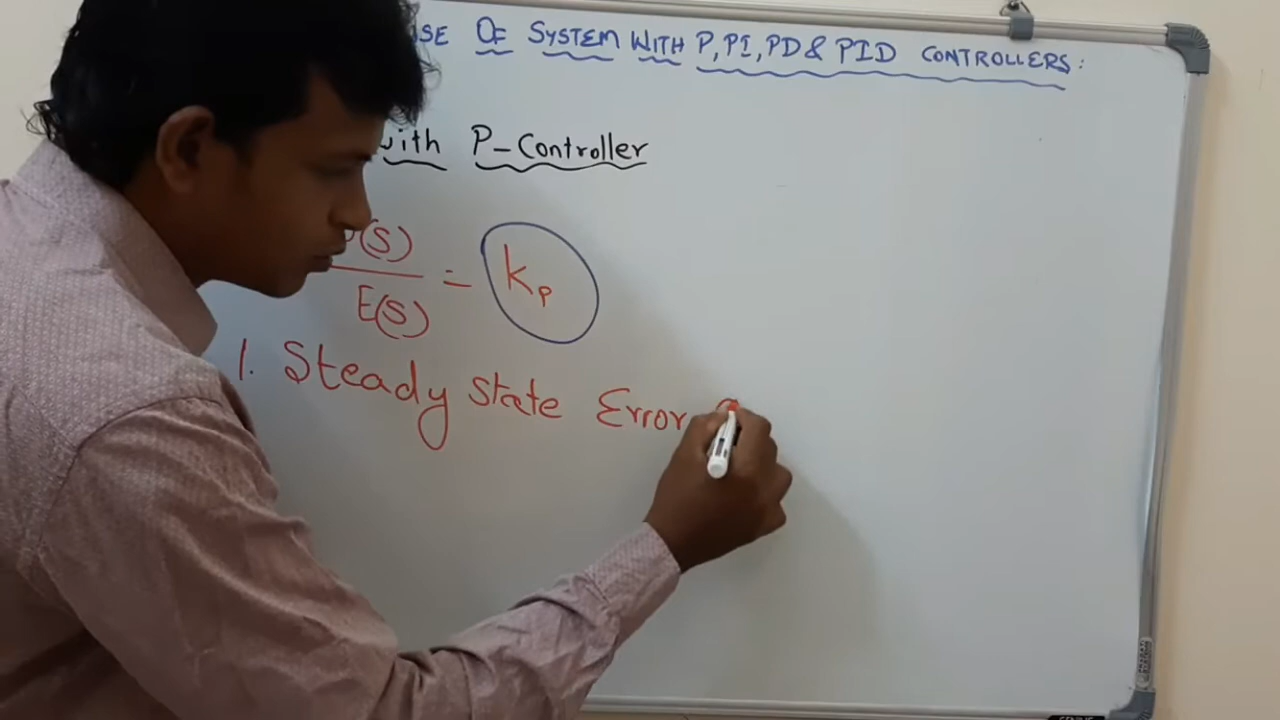 SE OF SYSTEM WITH P, PI, PD & PID CONTROLLERS:
with P-Controller
(S)
E(S) = Kp
1. Steady state Error